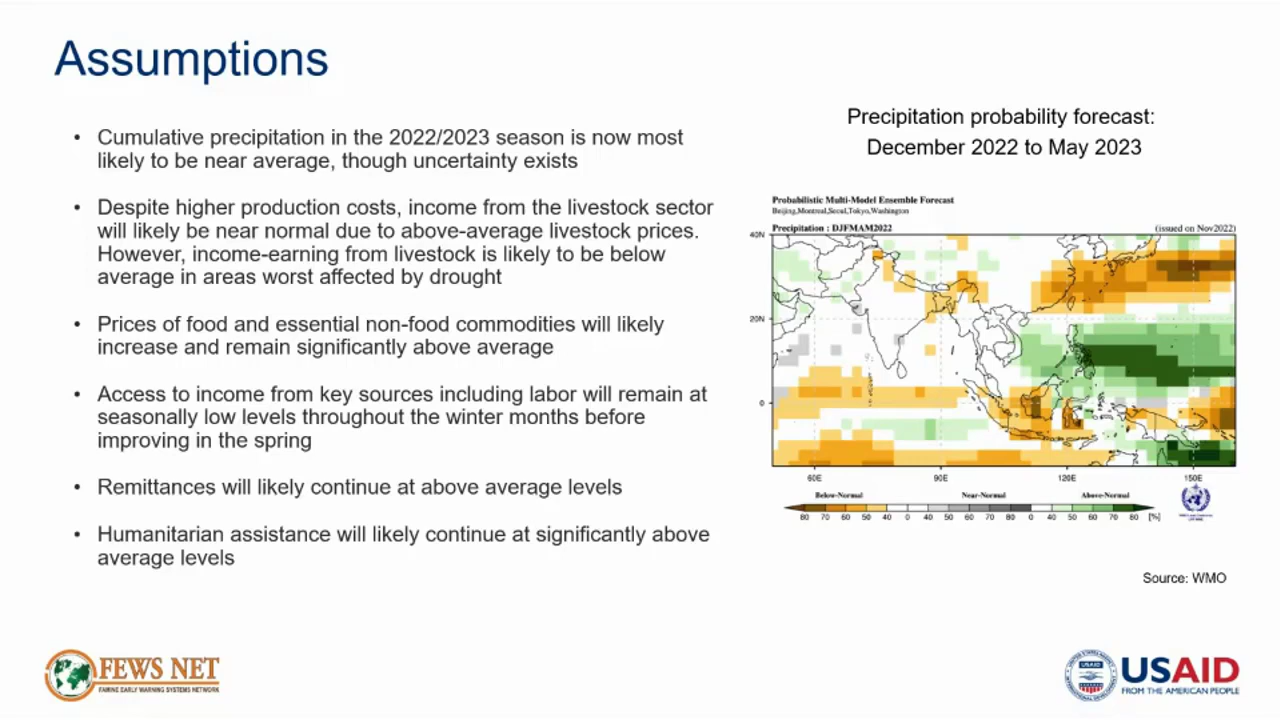 Assumptions
• Cumulative precipitation in the 2022/2023 season is now most
likely to be near average, though uncertainty exists
• Despite higher production costs, income from the livestock sector
will likely be near normal due to above-average livestock prices.
However, income-earning from livestock is likely to be below
average in areas worst affected by drought
• Prices of food and essential non-food commodities will likely
increase and remain significantly above average
• Access to income from key sources including labor will remain at
seasonally low levels throughout the winter months before
improving in the spring
• Remittances will likely continue at above average levels
• Humanitarian assistance will likely continue at significantly above
average levels
Precipitation probability forecast:
December 2022 to May 2023
Probabilistic Multi-Model Ensemble Forecast
Beijing,Montreal,Seoul,Tokyo,Washington
Precipitation : DJFMAM2022 (issued on Nov2022)
40N
20N
0
60E 90E 120E 150E
Below-Normal Near-Normal Above-Normal
80 70 60 50 40 0 40 50 60 70 80 0 40 50 60 70 80 [%]
Source: WMO
FEWS NET
FAMINE EARLY WARNING SYSTEMS NETWORK
USAID
FROM THE AMERICAN PEOPLE